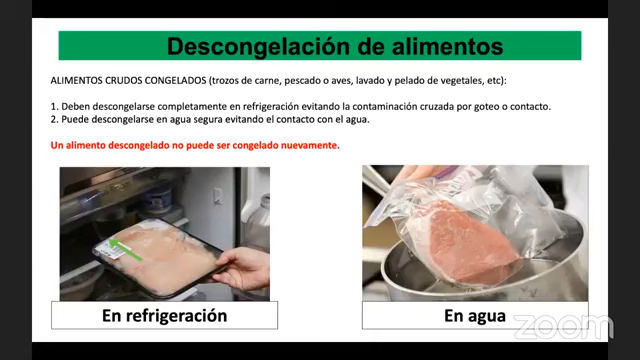 Descongelación de alimentos
ALIMENTOS CRUDOS CONGELADOS (trozos de carne, pescado o aves, lavado y pelado de vegetales, etc):
1. Deben descongelarse completamente en refrigeración evitando la contaminación cruzada por goteo o contacto.
2. Puede descongelarse en agua segura evitando el contacto con el agua.
Un alimento descongelado no puede ser congelado nuevamente.
En refrigeración
En agua
zoom